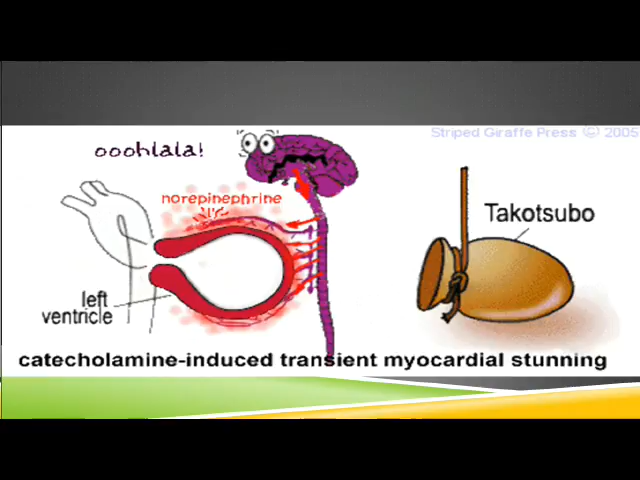 Striped Giraffe Press © 2005
ooohlala!
norepinephrine
Takotsubo
left
ventricle
catecholamine-induced transient myocardial stunning